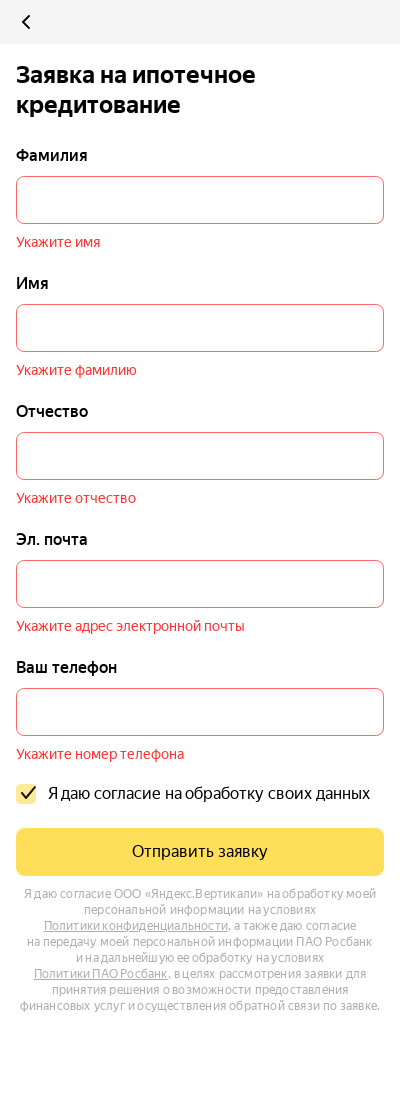 Заявка на ипотечное
кредитование
Фамилия
Укажите имя
Имя
Укажите фамилию
Отчество
Укажите отчество
Эл. почта
Укажите адрес электронной почты
Ваш телефон
Укажите номер телефона
Я даю согласие на обработку своих данных
Отправить заявку
Я даю согласие ООО «Яндекс.Вертикали» на обработку моей
персональной информации на условиях
Политики конфиденциальности, а также даю согласие
на передачу моей персональной информации ПАО Росбанк
и на дальнейшую ее обработку на условиях
Политики ПАО Росбанк, в целях рассмотрения заявки для
принятия решения о возможности предоставления
финансовых услуг и осуществления обратной связи по заявке.